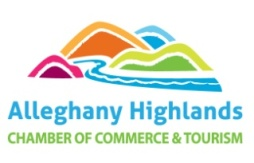 Alleghany Highlands
CHAMBER OF COMMERCE & TOURISM